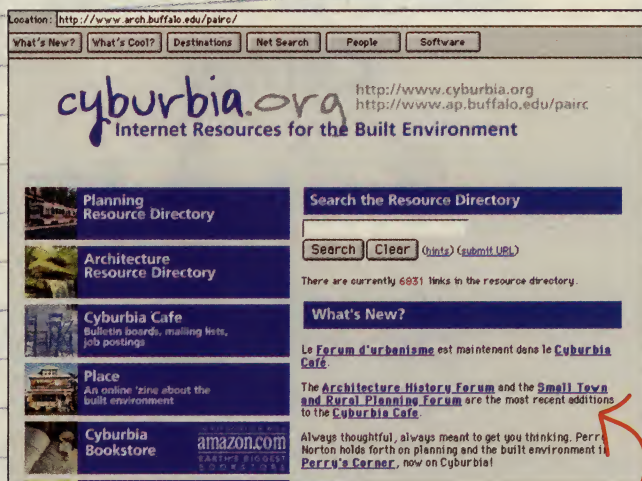 Location: http://www.arch.buffalo.edu/pairc/
What's New? What's Cool? Destinations Net Search People Software
cyburbia.org
http://www.cyburbia.org
http://www.ap.buffalo.edu/pairc
Internet Resources for the Built Environment
Planning
Resource Directory
Architecture
Resource Directory
Cyburbia Cafe
Bulletin boards, mailing lists,
job postings
Place
An online 'zine about the
built environment
Cyburbia
Bookstore
amazon.com
EARTH'S BIGGEST
BOOKSTORE
Search the Resource Directory
Search Clear (hints) (submit URL)
There are currently 6831 links in the resource directory.
What's New?
Le Forum d'urbanisme est maintenant dans le Cyburbia
Café.
The Architecture History Forum and the Small Town
and Rural Planning Forum are the most recent additions
to the Cyburbia Cafe.
Always thoughtful, always meant to get you thinking. Perry
Norton holds forth on planning and the built environment in
Perry's Corner, now on Cyburbia!